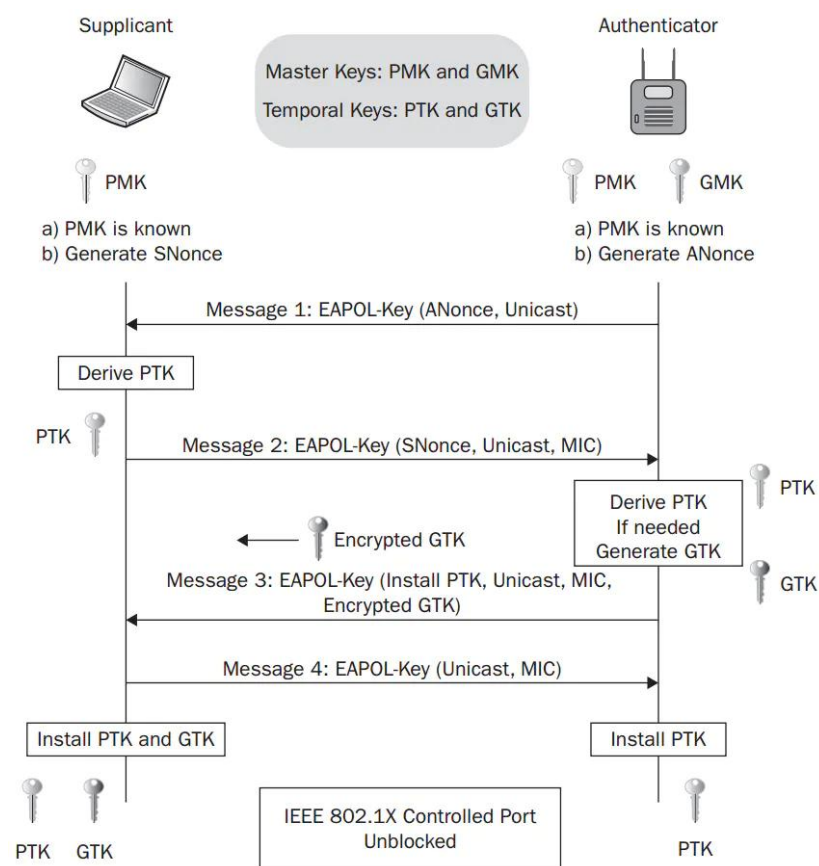 Supplicant
Authenticator
Master Keys: PMK and GMK
Temporal Keys: PTK and GTK
PMK
PMK
GMK
a) PMK is known
b) Generate SNonce
a) PMK is known
b) Generate ANonce
Message 1: EAPOL-Key (ANonce, Unicast)
Derive PTK
PTK
Message 2: EAPOL-Key (SNonce, Unicast, MIC)
PTK
Derive PTK
If needed
Generate GTK
Encrypted GTK
GTK
Message 3: EAPOL-Key (Install PTK, Unicast, MIC,
Encrypted GTK)
Message 4: EAPOL-Key (Unicast, MIC)
Install PTK and GTK
Install PTK
IEEE 802.1X Controlled Port
Unblocked
PTK
GTK
PTK